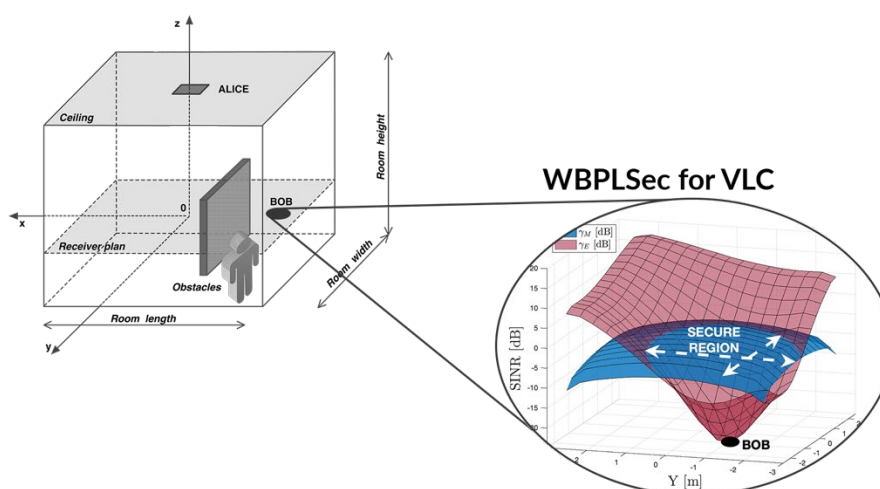 z
ALICE
Ceiling
Room height
BOB
0
x
Receiver plan
Room width
Obstacles
Room length
y
WBPLSec for VLC
γM [dB]
γE [dB]
20
15
10
5
0
-5
-10
-15
-20
SINR [dB]
SECURE
REGION
BOB
2
1
0
-1
-2
-3
Y [m]
-3
-2
-1
0
1
2